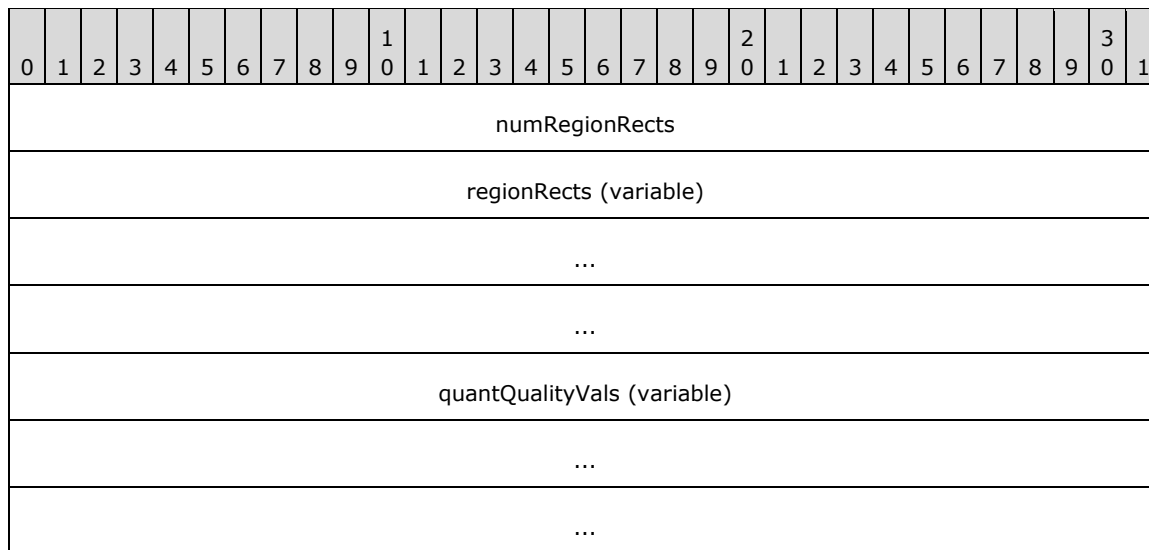 1 2 3
0 1 2 3 4 5 6 7 8 9 0 1 2 3 4 5 6 7 8 9 0 1 2 3 4 5 6 7 8 9 0 1
numRegionRects
regionRects (variable)
...
...
quantQualityVals (variable)
...
...